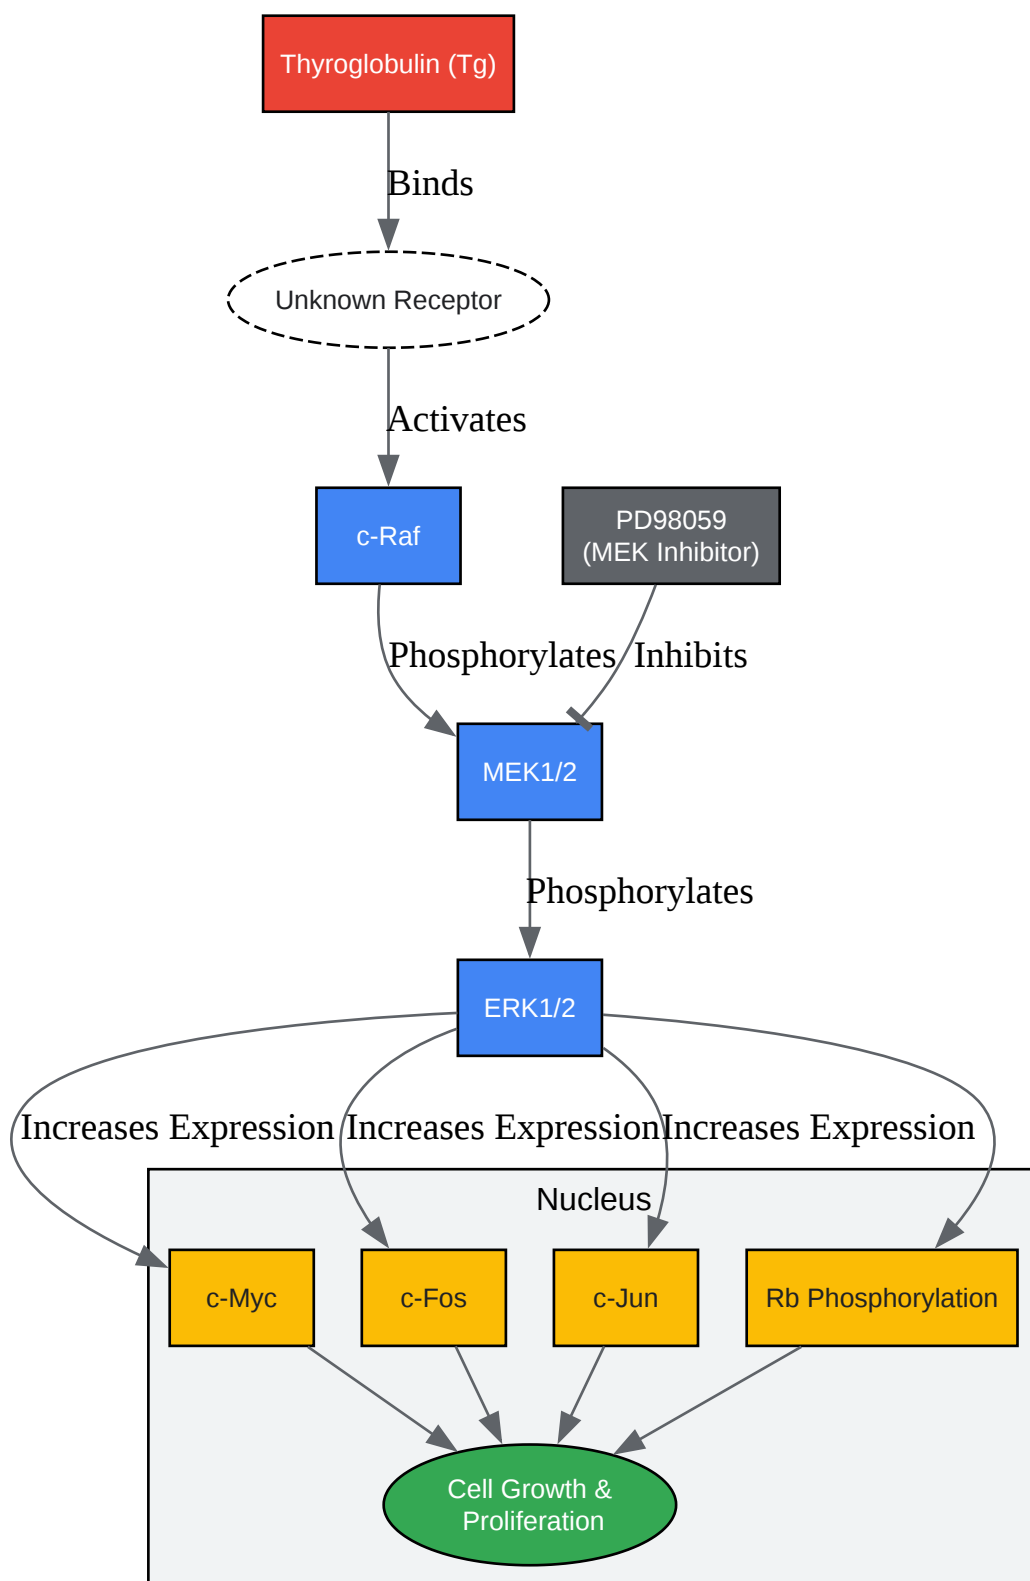 Thyroglobulin (Tg)
Binds
Unknown Receptor
Activates
c-Raf
PD98059
(MEK Inhibitor)
Phosphorylates
Inhibits
MEK1/2
Phosphorylates
ERK1/2
Increases Expression
Increases Expression
Increases Expression
Nucleus
c-Myc
c-Fos
c-Jun
Rb Phosphorylation
Cell Growth &
Proliferation